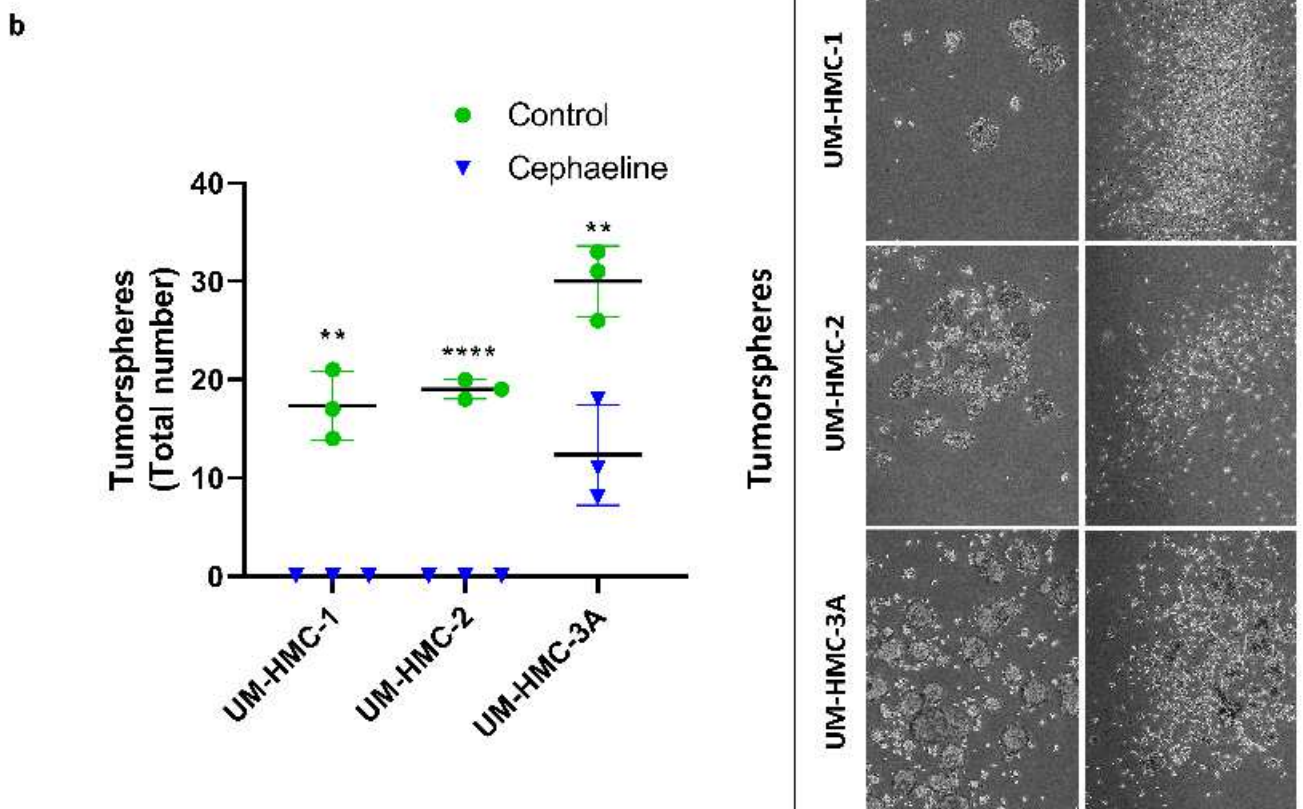 b
Control
Cephaeline
Tumorspheres
(Total number)
40
30
20
10
0
**
****
**
UM-HMC-1
UM-HMC-2
UM-HMC-3A
Tumorspheres
UM-HMC-1
UM-HMC-2
UM-HMC-3A